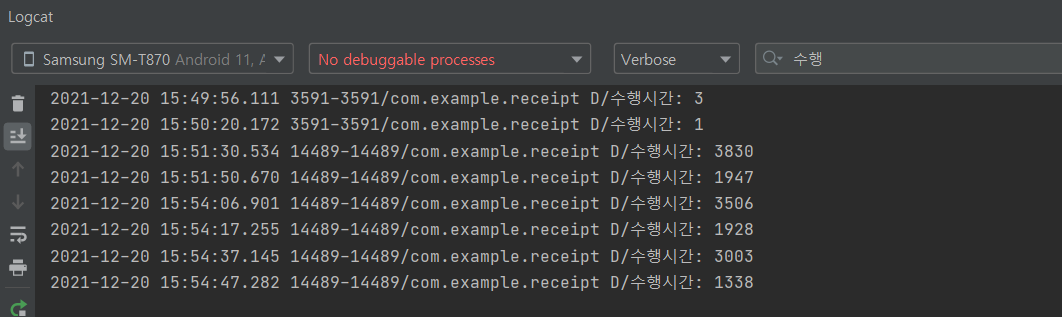 Logcat
Samsung SM-T870 Android 11, A No debuggable processes Verbose 수행
2021-12-20 15:49:56.111 3591-3591/com.example.receipt D/수행시간: 3
2021-12-20 15:50:20.172 3591-3591/com.example.receipt D/수행시간: 1
2021-12-20 15:51:30.534 14489-14489/com.example.receipt D/수행시간: 3830
2021-12-20 15:51:50.670 14489-14489/com.example.receipt D/수행시간: 1947
2021-12-20 15:54:06.901 14489-14489/com.example.receipt D/수행시간: 3506
2021-12-20 15:54:17.255 14489-14489/com.example.receipt D/수행시간: 1928
2021-12-20 15:54:37.145 14489-14489/com.example.receipt D/수행시간: 3003
2021-12-20 15:54:47.282 14489-14489/com.example.receipt D/수행시간: 1338